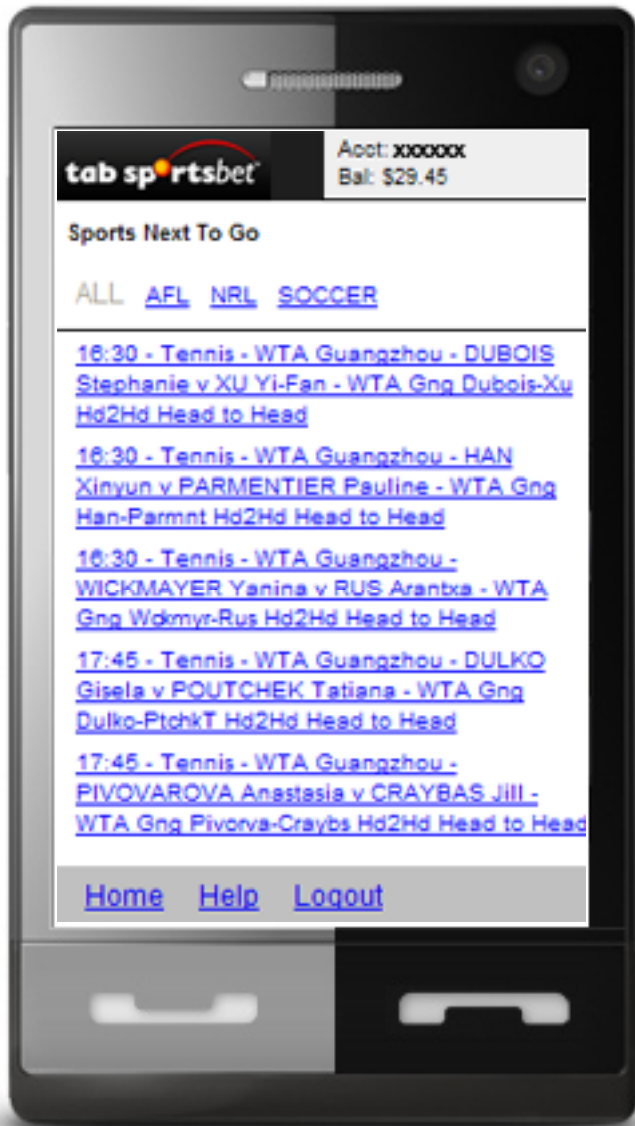 tab sportsbet
Acct: xxxxxx
Bal: $29.45
Sports Next To Go
ALL AFL NRL SOCCER
16:30 - Tennis - WTA Guangzhou - DUBOIS
Stephanie v XU Yi-Fan - WTA Gng Dubois-Xu
Hd2Hd Head to Head
16:30 - Tennis - WTA Guangzhou - HAN
Xinyun v PARMENTIER Pauline - WTA Gng
Han-Parmnt Hd2Hd Head to Head
16:30 - Tennis - WTA Guangzhou -
WICKMAYER Yanina v RUS Arantxa - WTA
Gng Wckmyr-Rus Hd2Hd Head to Head
17:45 - Tennis - WTA Guangzhou - DULKO
Gisela v POUTCHEK Tatiana - WTA Gng
Dulko-PtchkT Hd2Hd Head to Head
17:45 - Tennis - WTA Guangzhou -
PIVOVAROVA Anastasia v CRAYBAS Jill -
WTA Gng Pivorva-Craybs Hd2Hd Head to Head
Home Help Logout